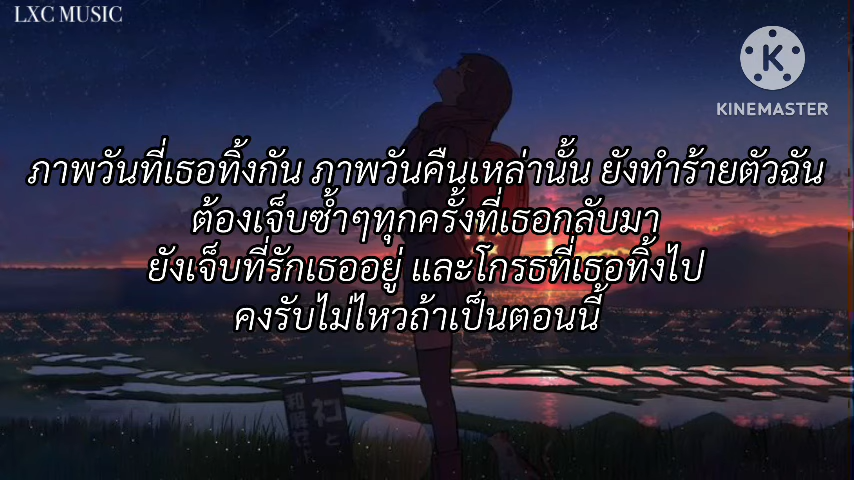 LXC MUSIC
KINEMASTER
ภาพวันที่เธอทิ้งกัน ภาพวันคืนเหล่านั้น ยังทำร้ายตัวฉัน
ต้องเจ็บซ้ำๆทุกครั้งที่เธอกลับมา
ยังเจ็บที่รักเธออยู่ และโกรธที่เธอทิ้งไป
คงรับไม่ไหวถ้าเป็นตอนนี้